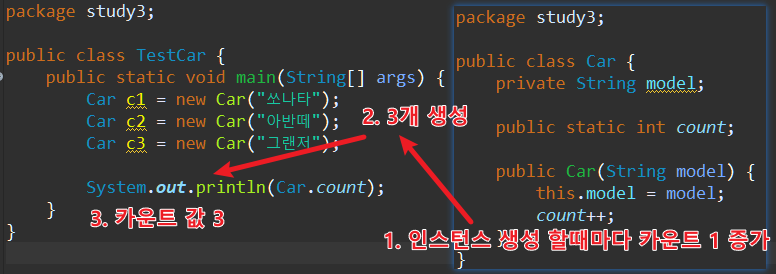 package study3;
public class TestCar {
public static void main(String[] args) {
Car c1 = new Car("쏘나타");
Car c2 = new Car("아반떼");
Car c3 = new Car("그랜저");
System.out.println(Car.count);
}
}
2. 3개 생성
3. 카운트 값 3
package study3;
public class Car {
private String model;
public static int count;
public Car(String model) {
this.model = model;
count++;
1. 인스턴스 생성 할때마다 카운트 1 증가
}